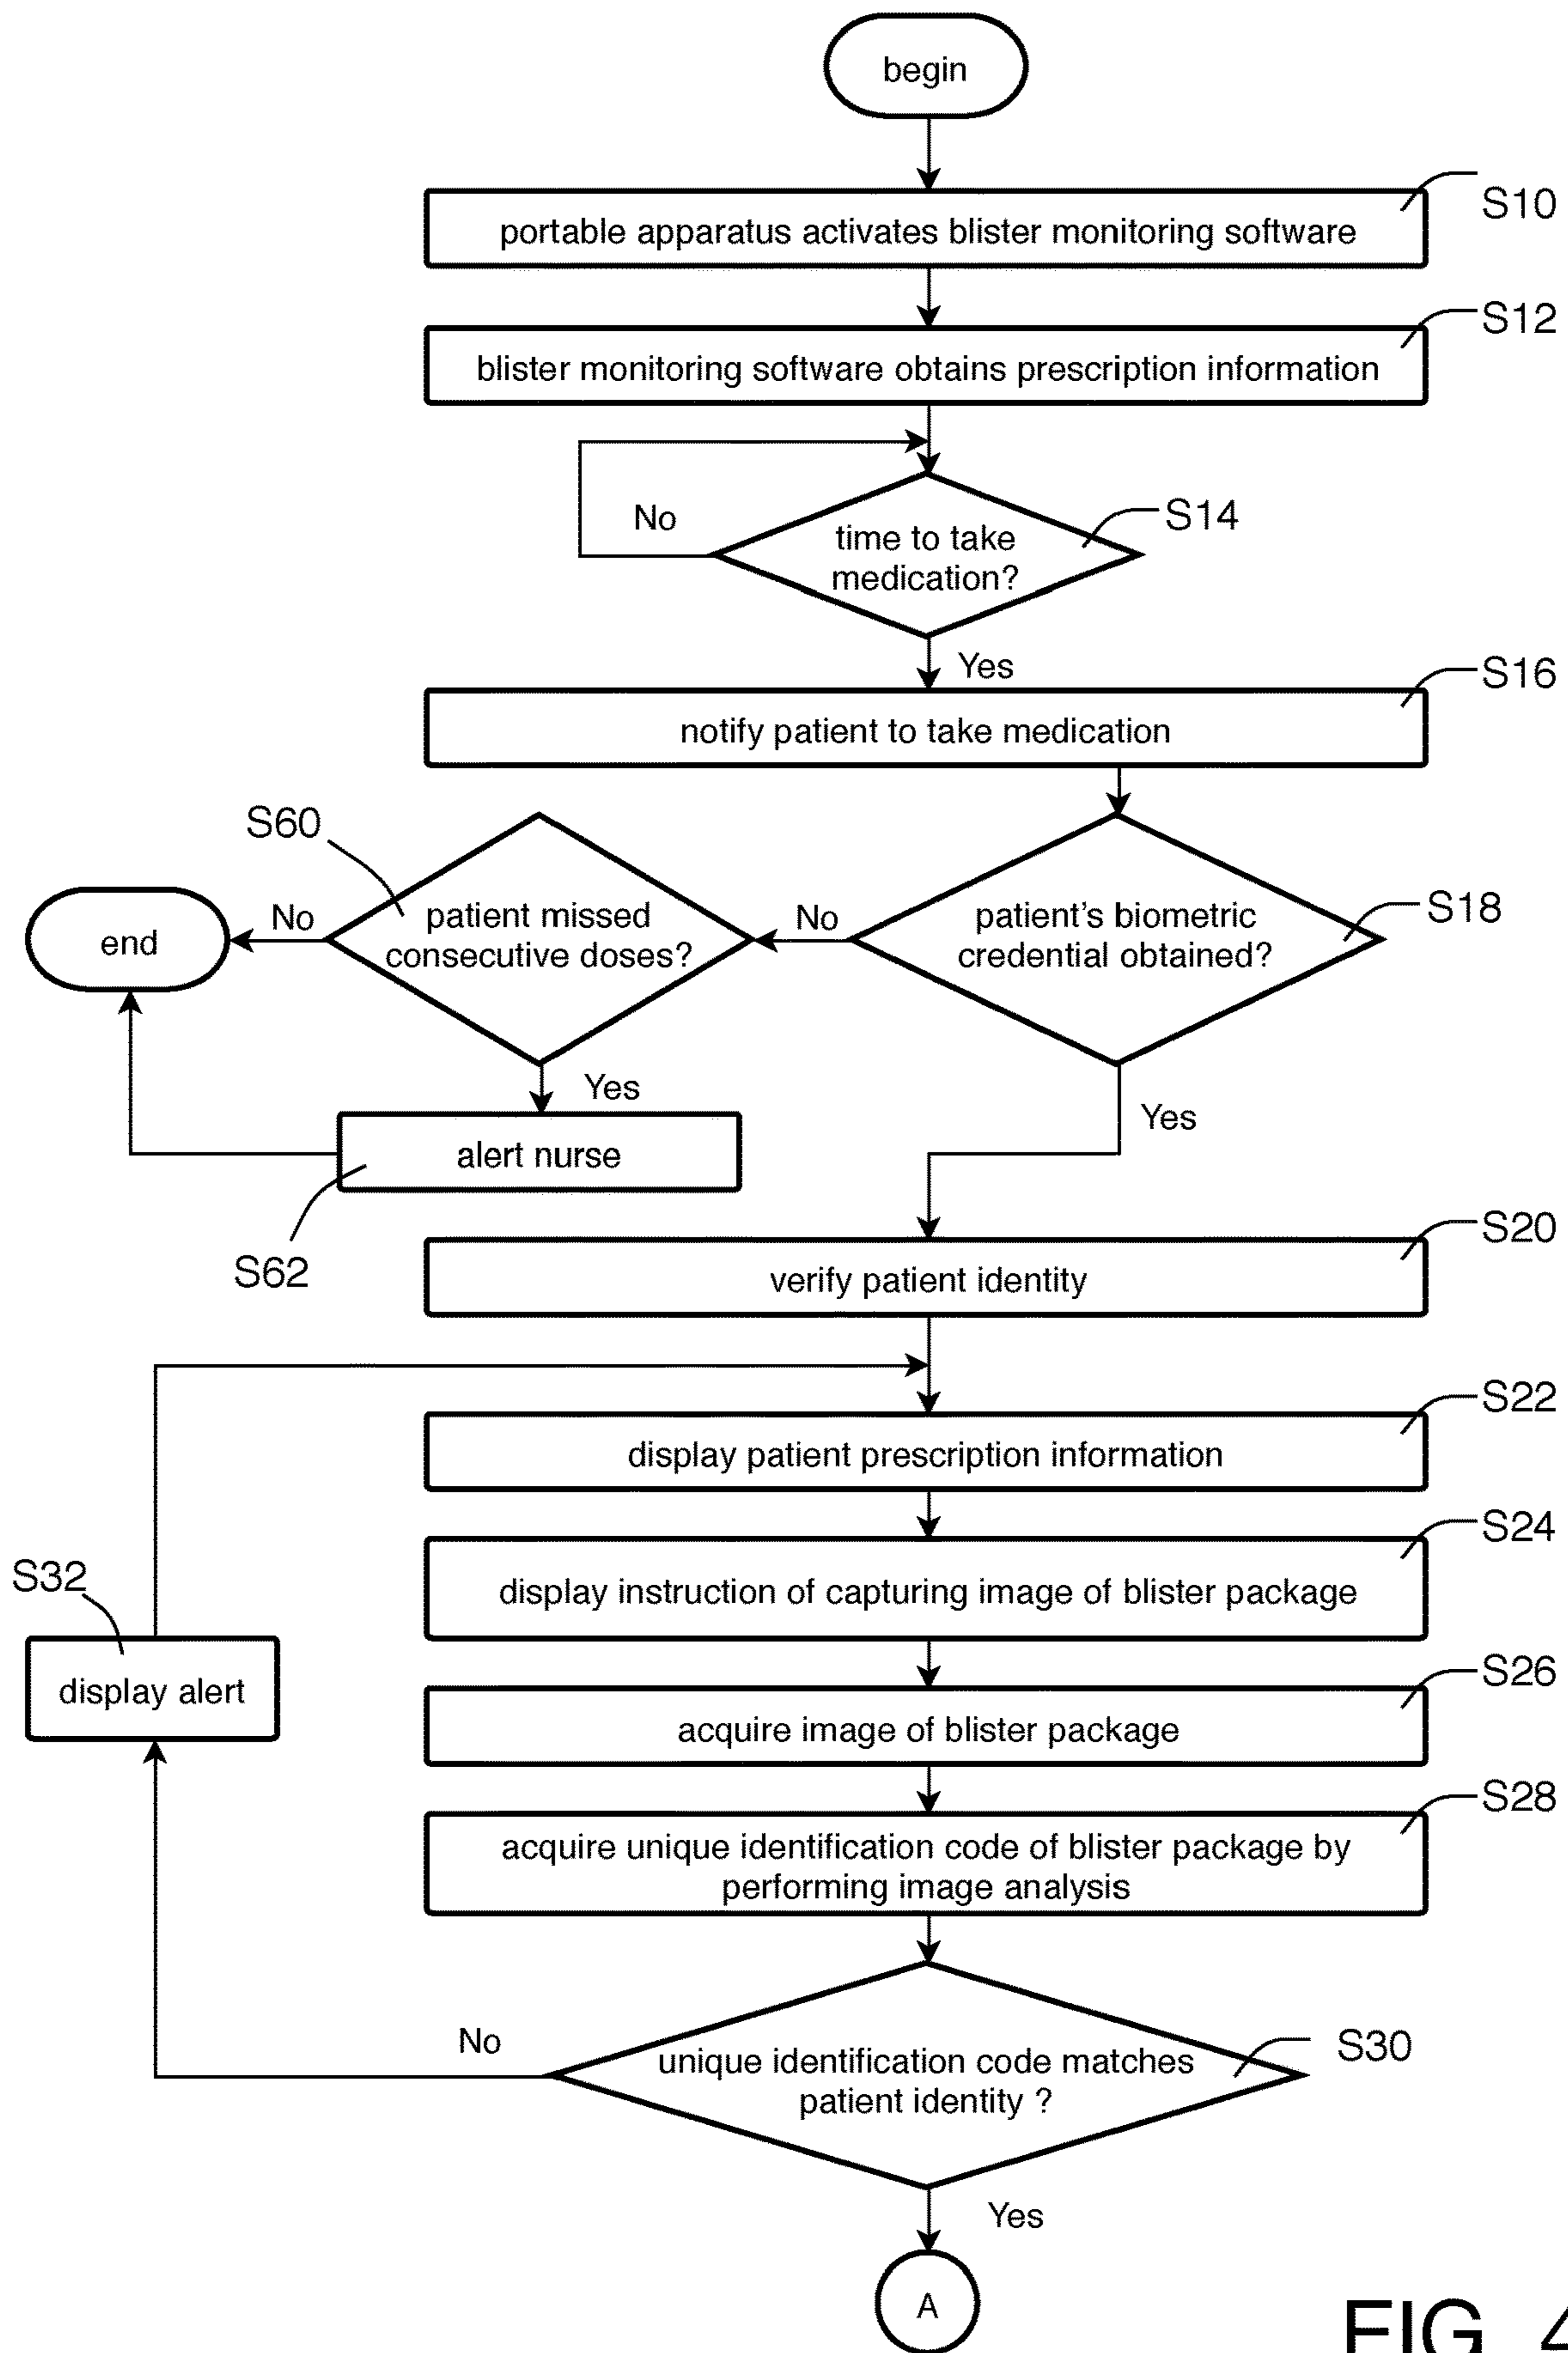 begin
S10
portable apparatus activates blister monitoring software
S12
blister monitoring software obtains prescription information
No
S14
time to take
medication?
Yes
S16
notify patient to take medication
S60
S18
end
No
patient missed
consecutive doses?
No
patient's biometric
credential obtained?
Yes
Yes
alert nurse
S62
S20
verify patient identity
S22
display patient prescription information
S24
display instruction of capturing image of blister package
S32
display alert
S26
acquire image of blister package
S28
acquire unique identification code of blister package by
performing image analysis
No
S30
unique identification code matches
patient identity ?
Yes
A
FIG. 4